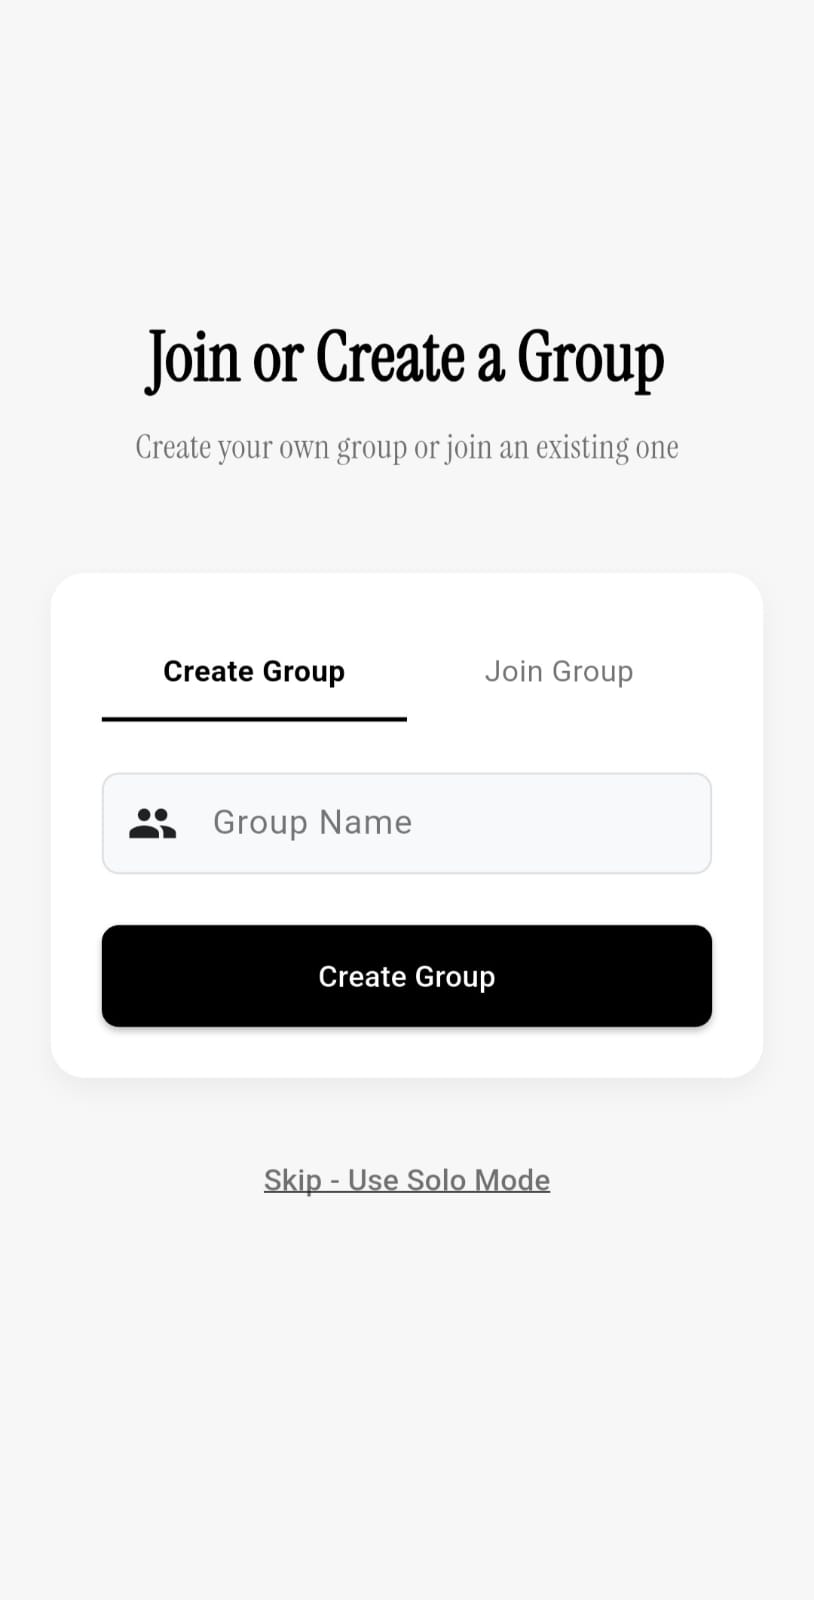 Join or Create a Group
Create your own group or join an existing one
Create Group
Join Group
Group Name
Create Group
Skip - Use Solo Mode